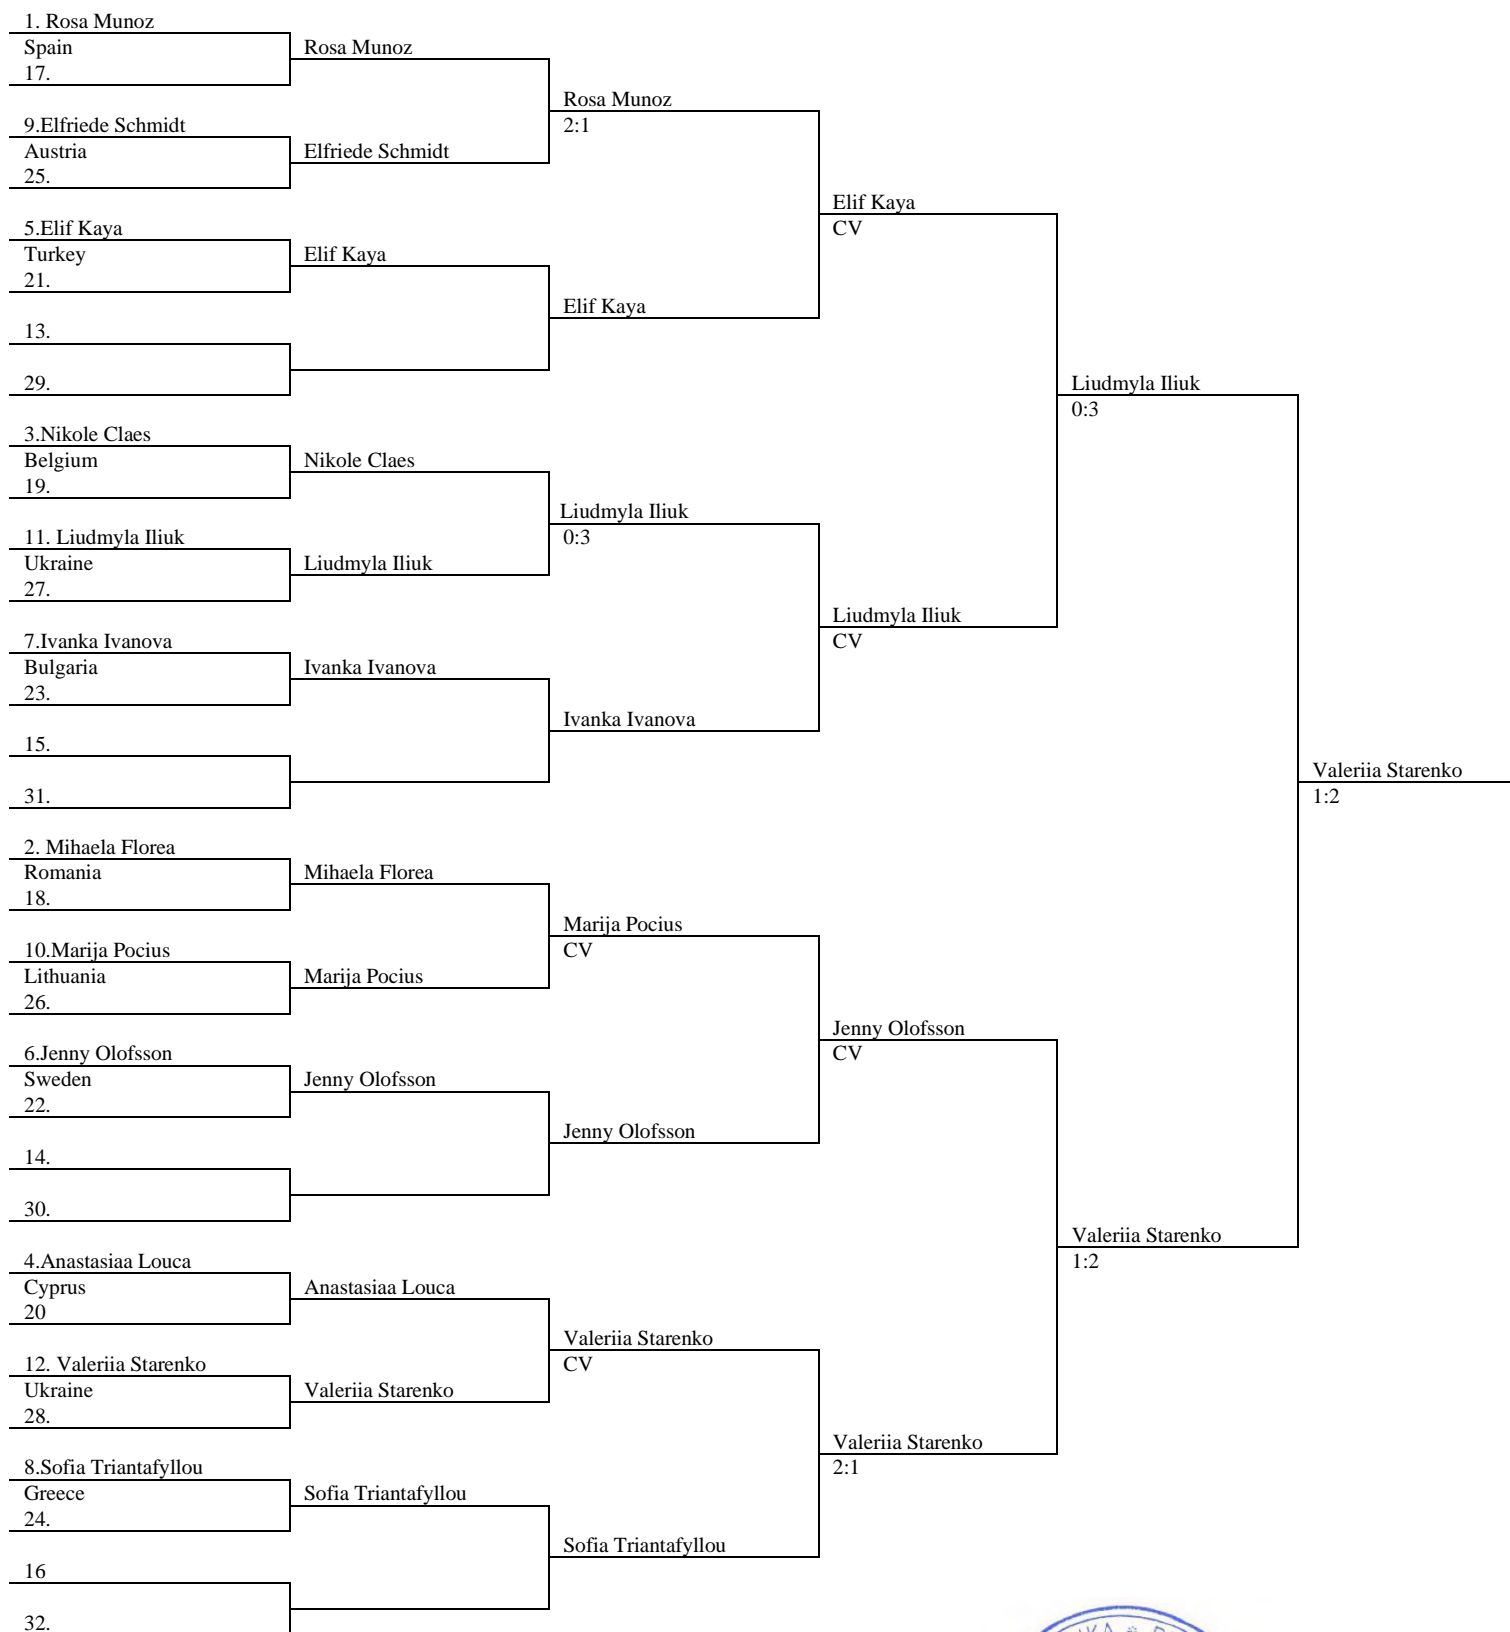 1. Rosa Munoz
Spain
17.
9.Elfriede Schmidt
Austria
25.
5.Elif Kaya
Turkey
21.
13.
29.
3.Nikole Claes
Belgium
19.
11. Liudmyla Iliuk
Ukraine
27.
7.Ivanka Ivanova
Bulgaria
23.
15.
31.
2. Mihaela Florea
Romania
18.
10.Marija Pocius
Lithuania
26.
6.Jenny Olofsson
Sweden
22.
14.
30.
4.Anastasiaa Louca
Cyprus
20
12. Valeriia Starenko
Ukraine
28.
8.Sofia Triantafyllou
Greece
24.
16
32.
Rosa Munoz
Elfriede Schmidt
Elif Kaya
Nikole Claes
Liudmyla Iliuk
Ivanka Ivanova
Mihaela Florea
Marija Pocius
Jenny Olofsson
Anastasiaa Louca
Valeriia Starenko
Sofia Triantafyllou
Rosa Munoz
2:1
Elif Kaya
Liudmyla Iliuk
0:3
Ivanka Ivanova
Marija Pocius
CV
Jenny Olofsson
Valeriia Starenko
CV
Sofia Triantafyllou
Elif Kaya
CV
Liudmyla Iliuk
CV
Jenny Olofsson
CV
Valeriia Starenko
2:1
Liudmyla Iliuk
0:3
Valeriia Starenko
1:2
Valeriia Starenko
1:2